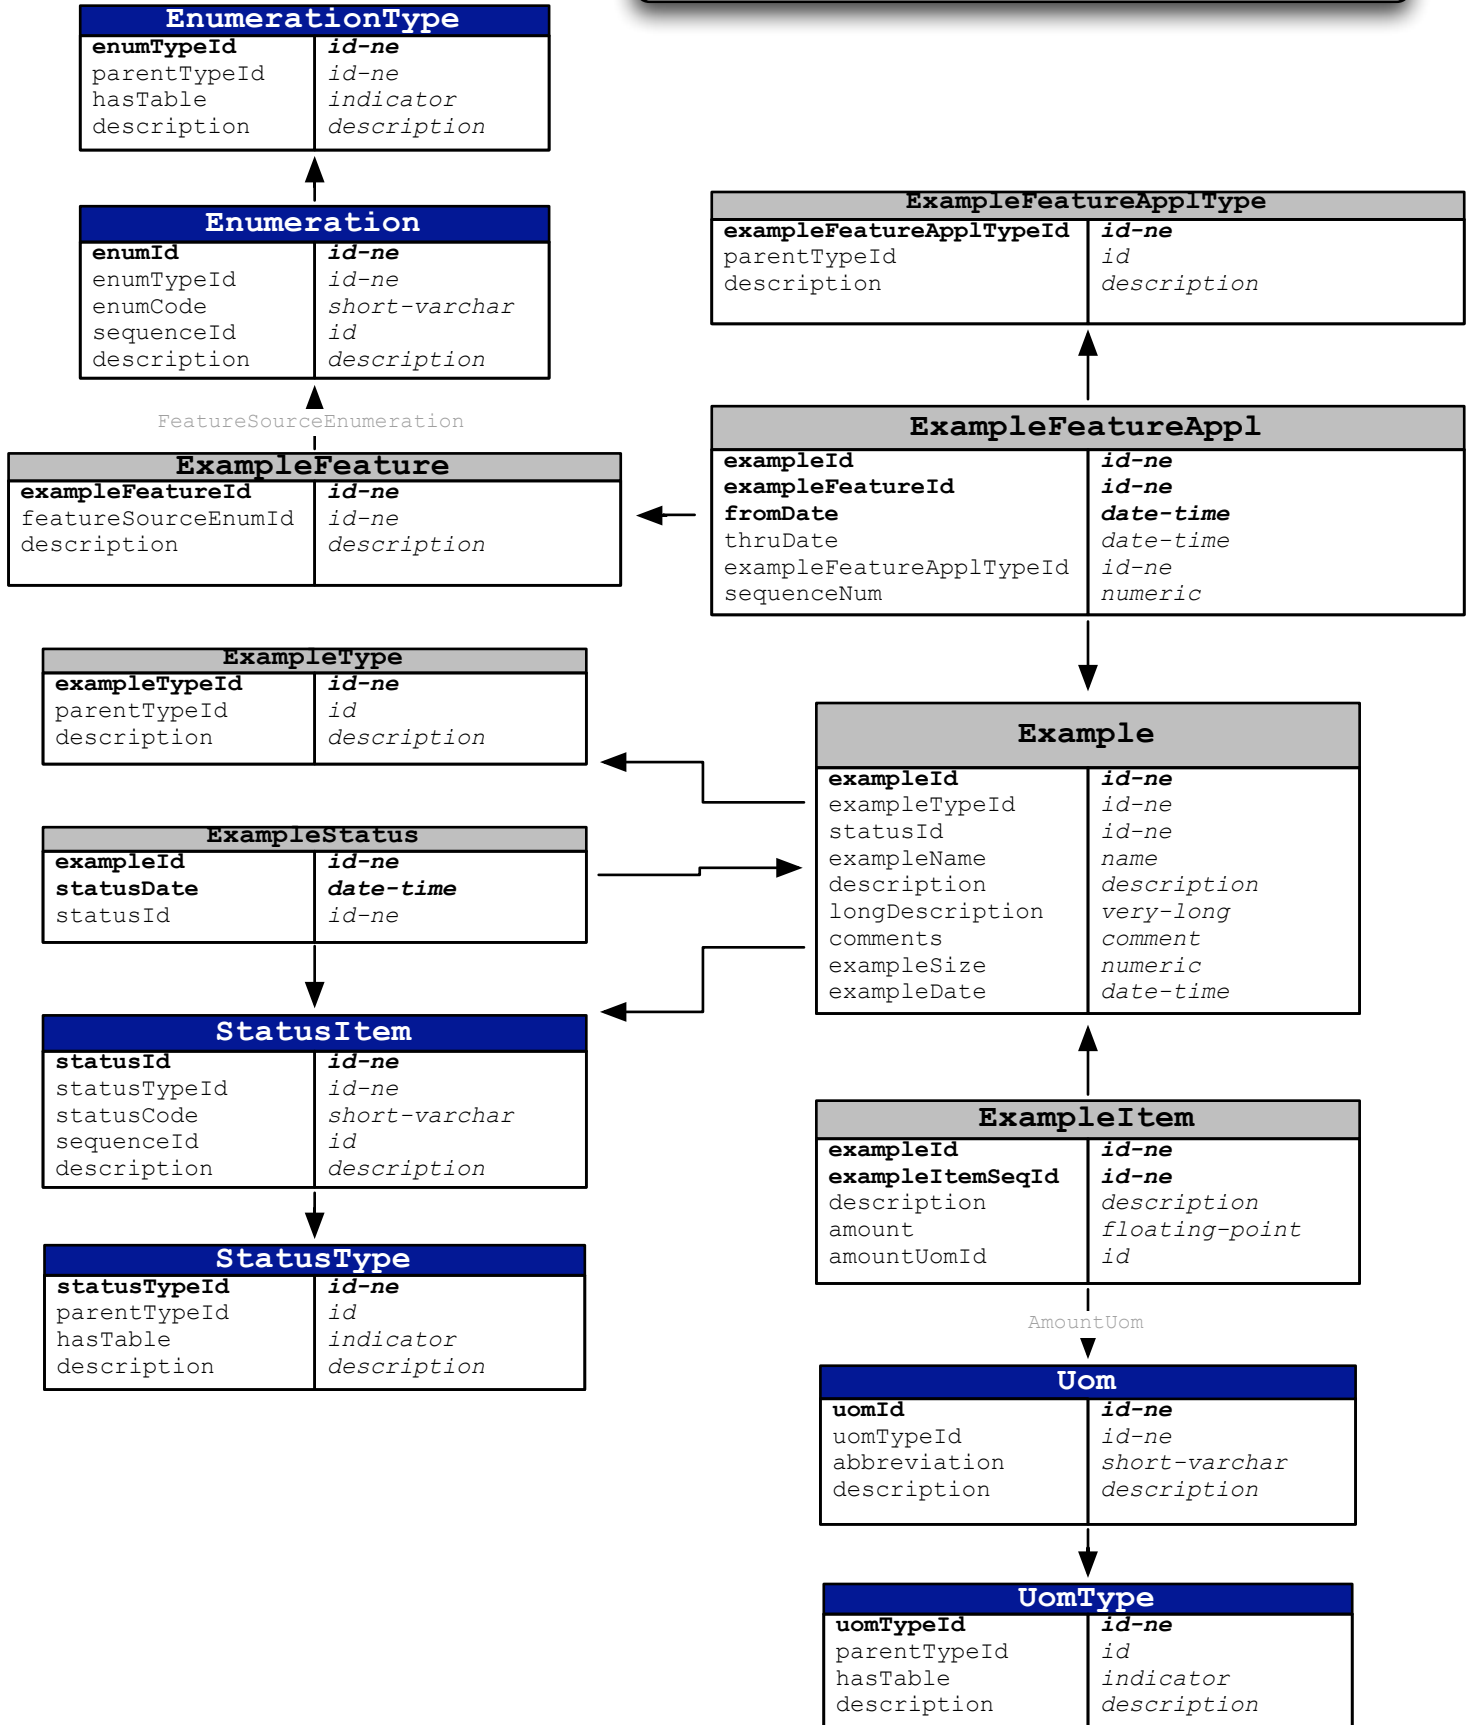 EnumerationType
enumTypeId id-ne
parentTypeId id-ne
hasTable indicator
description description
Enumeration
enumId id-ne
enumTypeId id-ne
enumCode short-varchar
sequenceId id
description description
FeatureSourceEnumeration
ExampleFeature
exampleFeatureId id-ne
featureSourceEnumId id-ne
description description
ExampleFeatureApplType
exampleFeatureApplTypeId id-ne
parentTypeId id
description description
ExampleFeatureAppl
exampleId id-ne
exampleFeatureId id-ne
fromDate date-time
thruDate date-time
exampleFeatureApplTypeId id-ne
sequenceNum numeric
ExampleType
exampleTypeId id-ne
parentTypeId id
description description
ExampleStatus
exampleId id-ne
statusDate date-time
statusId id-ne
Example
exampleId id-ne
exampleTypeId id-ne
statusId id-ne
exampleName name
description description
longDescription very-long
comments comment
exampleSize numeric
exampleDate date-time
StatusItem
statusId id-ne
statusTypeId id-ne
statusCode short-varchar
sequenceId id
description description
StatusType
statusTypeId id-ne
parentTypeId id
hasTable indicator
description description
ExampleItem
exampleId id-ne
exampleItemSeqId id-ne
description description
amount floating-point
amountUomId id
AmountUom
Uom
uomId id-ne
uomTypeId id-ne
abbreviation short-varchar
description description
UomType
uomTypeId id-ne
parentTypeId id
hasTable indicator
description description